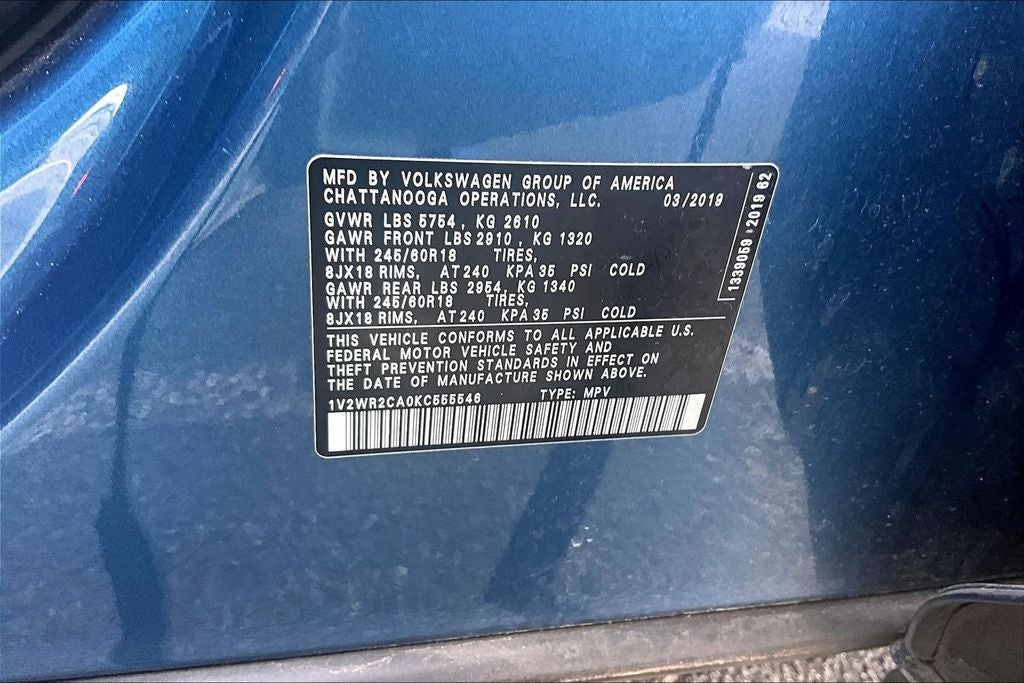 MFD BY VOLKSWAGEN GROUP OF AMERICA
CHATTANOOGA OPERATIONS, LLC. 03/2019
GVWR LBS 5754, KG 2610
GAWR FRONT LBS 2910, KG 1320
WITH 245/60R18 TIRES,
8JX18 RIMS, AT 240 KPA 35 PSI COLD
GAWR REAR LBS 2954, KG 1340
WITH 245/60R18 TIRES,
8JX18 RIMS, AT 240 KPA 35 PSI COLD
THIS VEHICLE CONFORMS TO ALL APPLICABLE U.S.
FEDERAL MOTOR VEHICLE SAFETY AND
THEFT PREVENTION STANDARDS IN EFFECT ON
THE DATE OF MANUFACTURE SHOWN ABOVE.
1V2WR2CA0KC555546 TYPE: MPV
1339059 2019 62